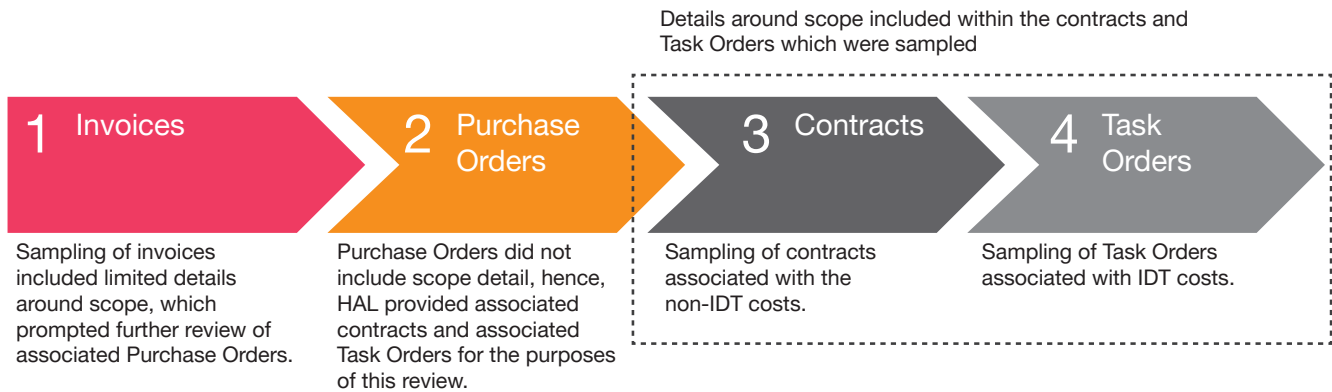 Details around scope included within the contracts and
Task Orders which were sampled
1 Invoices
2 Purchase
Orders
3 Contracts
4 Task
Orders
Sampling of invoices
included limited details
around scope, which
prompted further review of
associated Purchase Orders.
Purchase Orders did not
include scope detail, hence,
HAL provided associated
contracts and associated
Task Orders for the purposes
of this review.
Sampling of contracts
associated with the
non-IDT costs.
Sampling of Task Orders
associated with IDT costs.